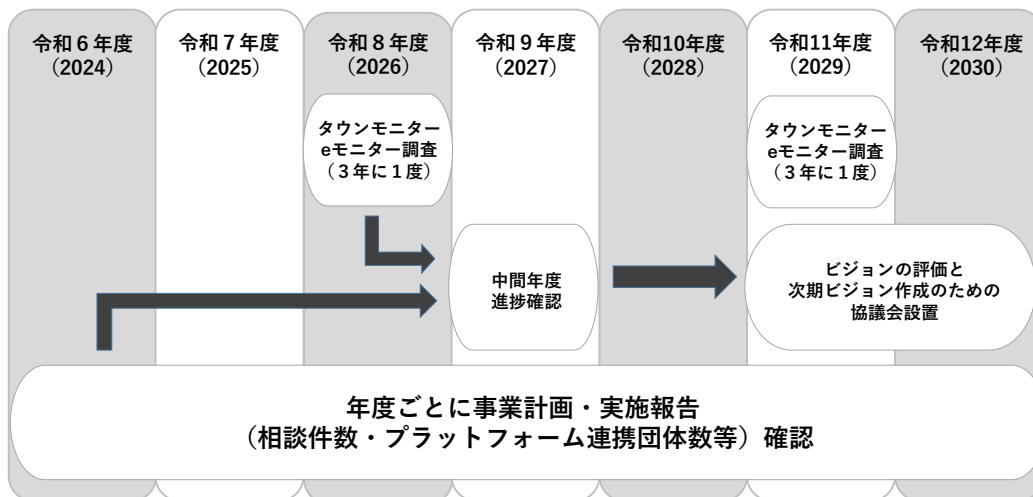 令和６年度
（2024）
令和７年度
（2025）
令和８年度
（2026）
令和９年度
（2027）
令和10年度
（2028）
令和11年度
（2029）
令和12年度
（2030）
タウンモニター
eモニター調査
（３年に１度）
タウンモニター
eモニター調査
（３年に１度）
中間年度
進捗確認
ビジョンの評価と
次期ビジョン作成のための
協議会設置
年度ごとに事業計画・実施報告
（相談件数・プラットフォーム連携団体数等）確認